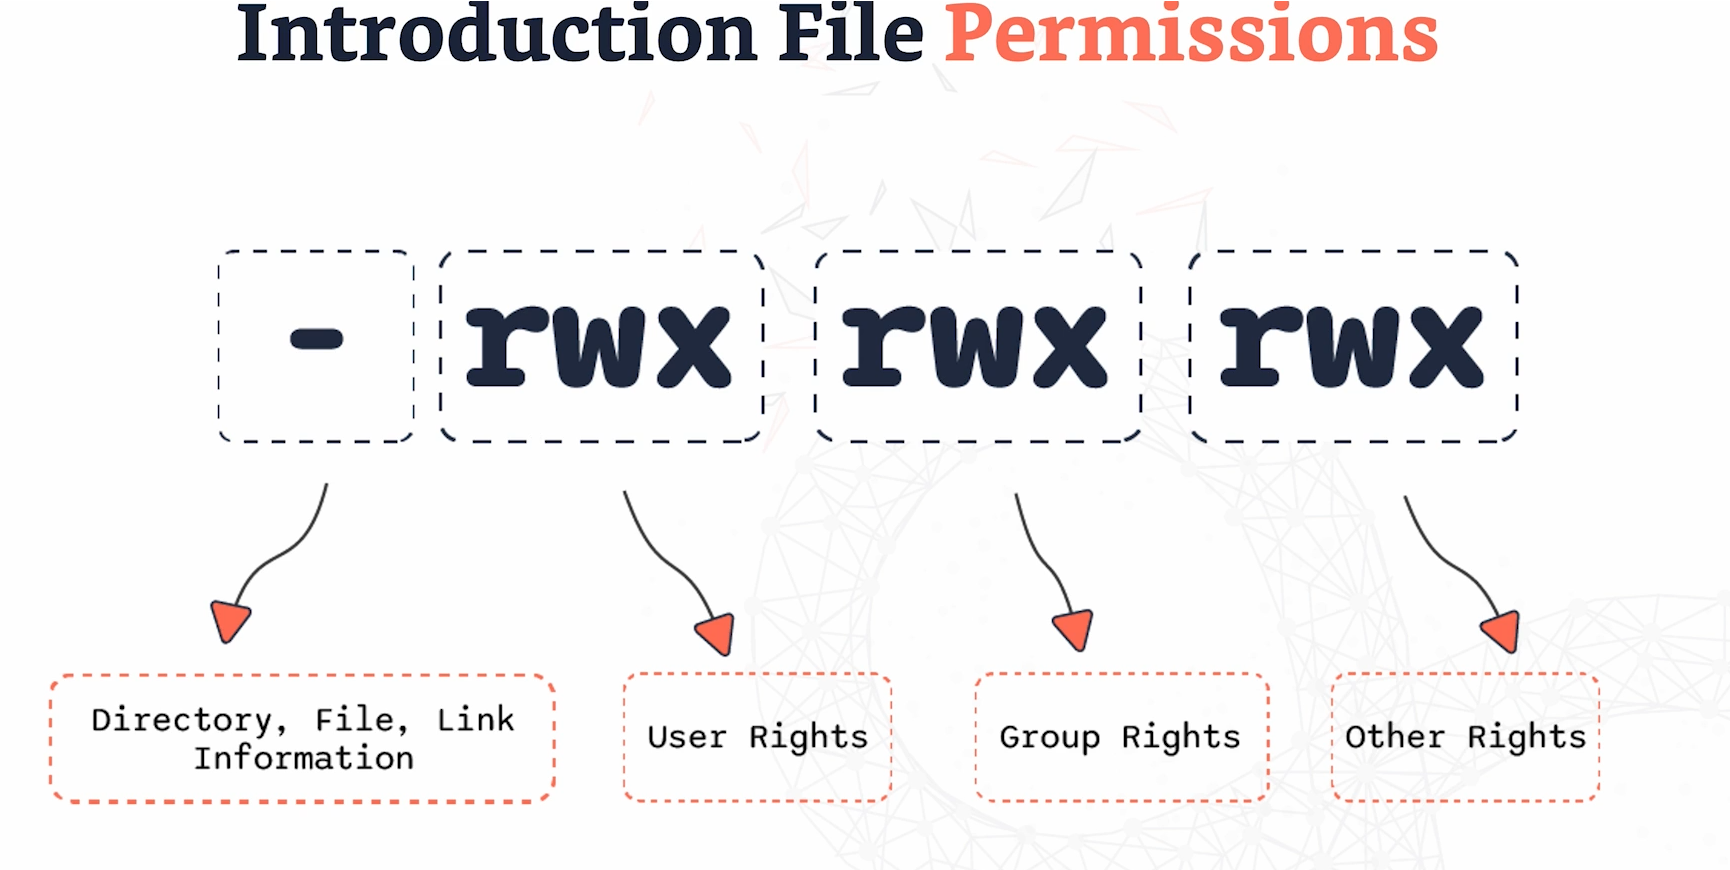 Introduction File Permissions
- rwx rwx rwx
Directory, File, Link
Information
User Rights
Group Rights
Other Rights